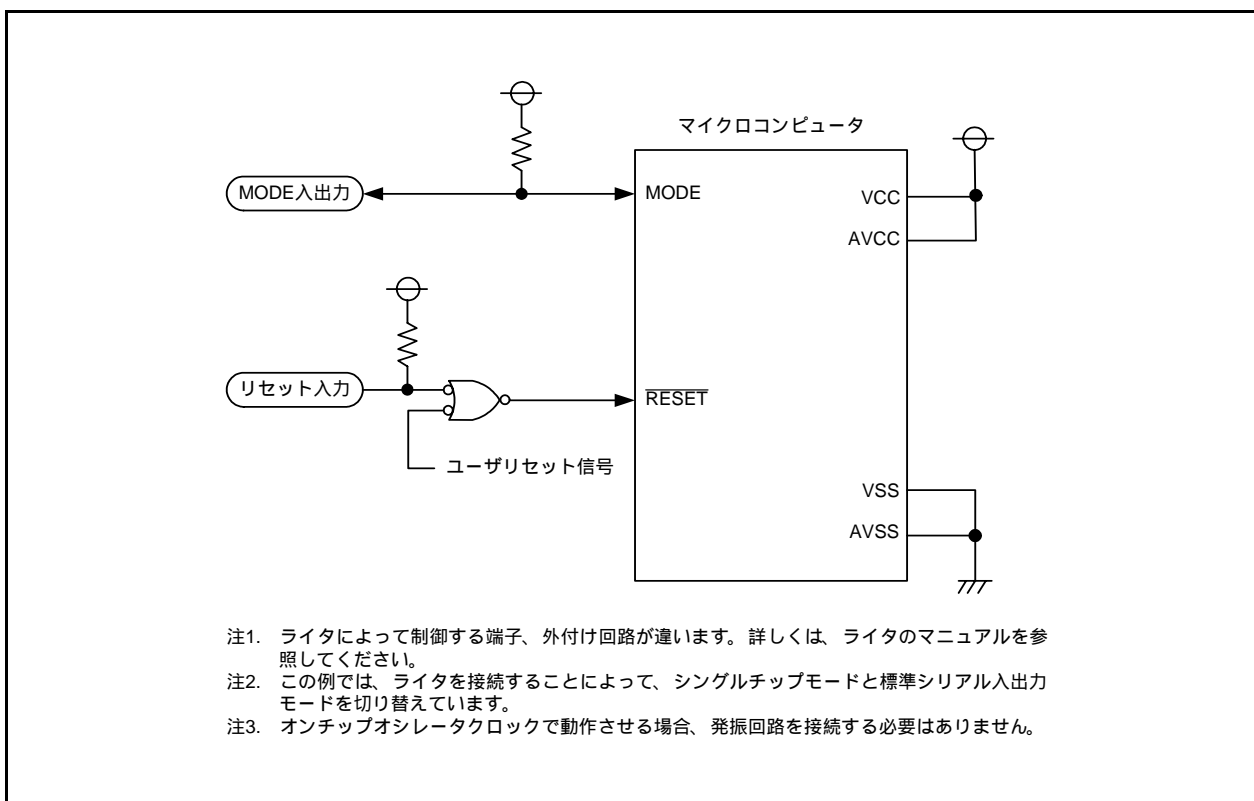 マイクロコンピュータ
MODE入出力
MODE
VCC
AVCC
リセット入力
RESET
ユーザリセット信号
VSS
AVSS
注1. ライタによって制御する端子、外付け回路が違います。詳しくは、ライタのマニュアルを参
照してください。
注2. この例では、ライタを接続することによって、シングルチップモードと標準シリアル入出力
モードを切り替えています。
注3. オンチップオシレータクロックで動作させる場合、発振回路を接続する必要はありません。